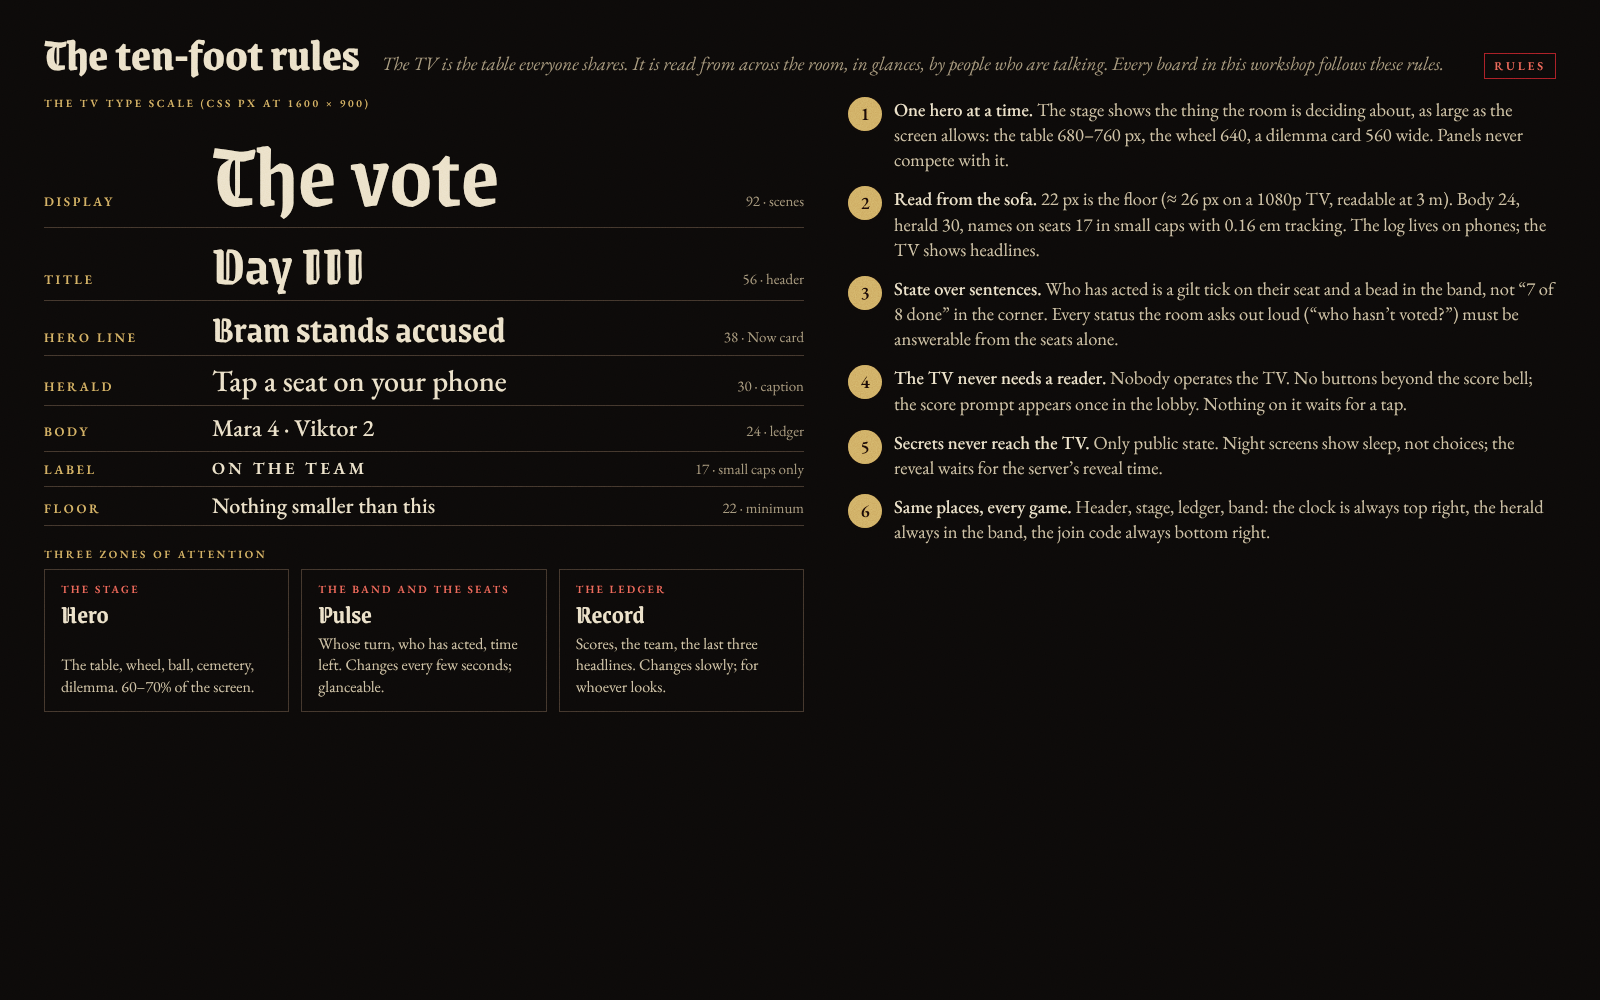 The ten-foot rules
The TV is the table everyone shares. It is read from across the room, in glances, by people who are talking. Every board in this workshop follows these rules.
RULES
THE TV TYPE SCALE (CSS PX AT 1600 × 900)
DISPLAY
The vote
92 · scenes
TITLE
Day III
56 · header
HERO LINE
Bram stands accused
38 · Now card
HERALD
Tap a seat on your phone
30 · caption
BODY
Mara 4 · Viktor 2
24 · ledger
LABEL
ON THE TEAM
17 · small caps only
FLOOR
Nothing smaller than this
22 · minimum
THREE ZONES OF ATTENTION
THE STAGE
Hero
The table, wheel, ball, cemetery,
dilemma. 60–70% of the screen.
THE BAND AND THE SEATS
Pulse
Whose turn, who has acted, time
left. Changes every few seconds;
glanceable.
THE LEDGER
Record
Scores, the team, the last three
headlines. Changes slowly; for
whoever looks.
1
One hero at a time. The stage shows the thing the room is deciding about, as large as the
screen allows: the table 680–760 px, the wheel 640, a dilemma card 560 wide. Panels never
compete with it.
2
Read from the sofa. 22 px is the floor (≈ 26 px on a 1080p TV, readable at 3 m). Body 24,
herald 30, names on seats 17 in small caps with 0.16 em tracking. The log lives on phones; the
TV shows headlines.
3
State over sentences. Who has acted is a gilt tick on their seat and a bead in the band, not “7 of
8 done” in the corner. Every status the room asks out loud (“who hasn’t voted?”) must be
answerable from the seats alone.
4
The TV never needs a reader. Nobody operates the TV. No buttons beyond the score bell;
the score prompt appears once in the lobby. Nothing on it waits for a tap.
5
Secrets never reach the TV. Only public state. Night screens show sleep, not choices; the
reveal waits for the server’s reveal time.
6
Same places, every game. Header, stage, ledger, band: the clock is always top right, the herald
always in the band, the join code always bottom right.